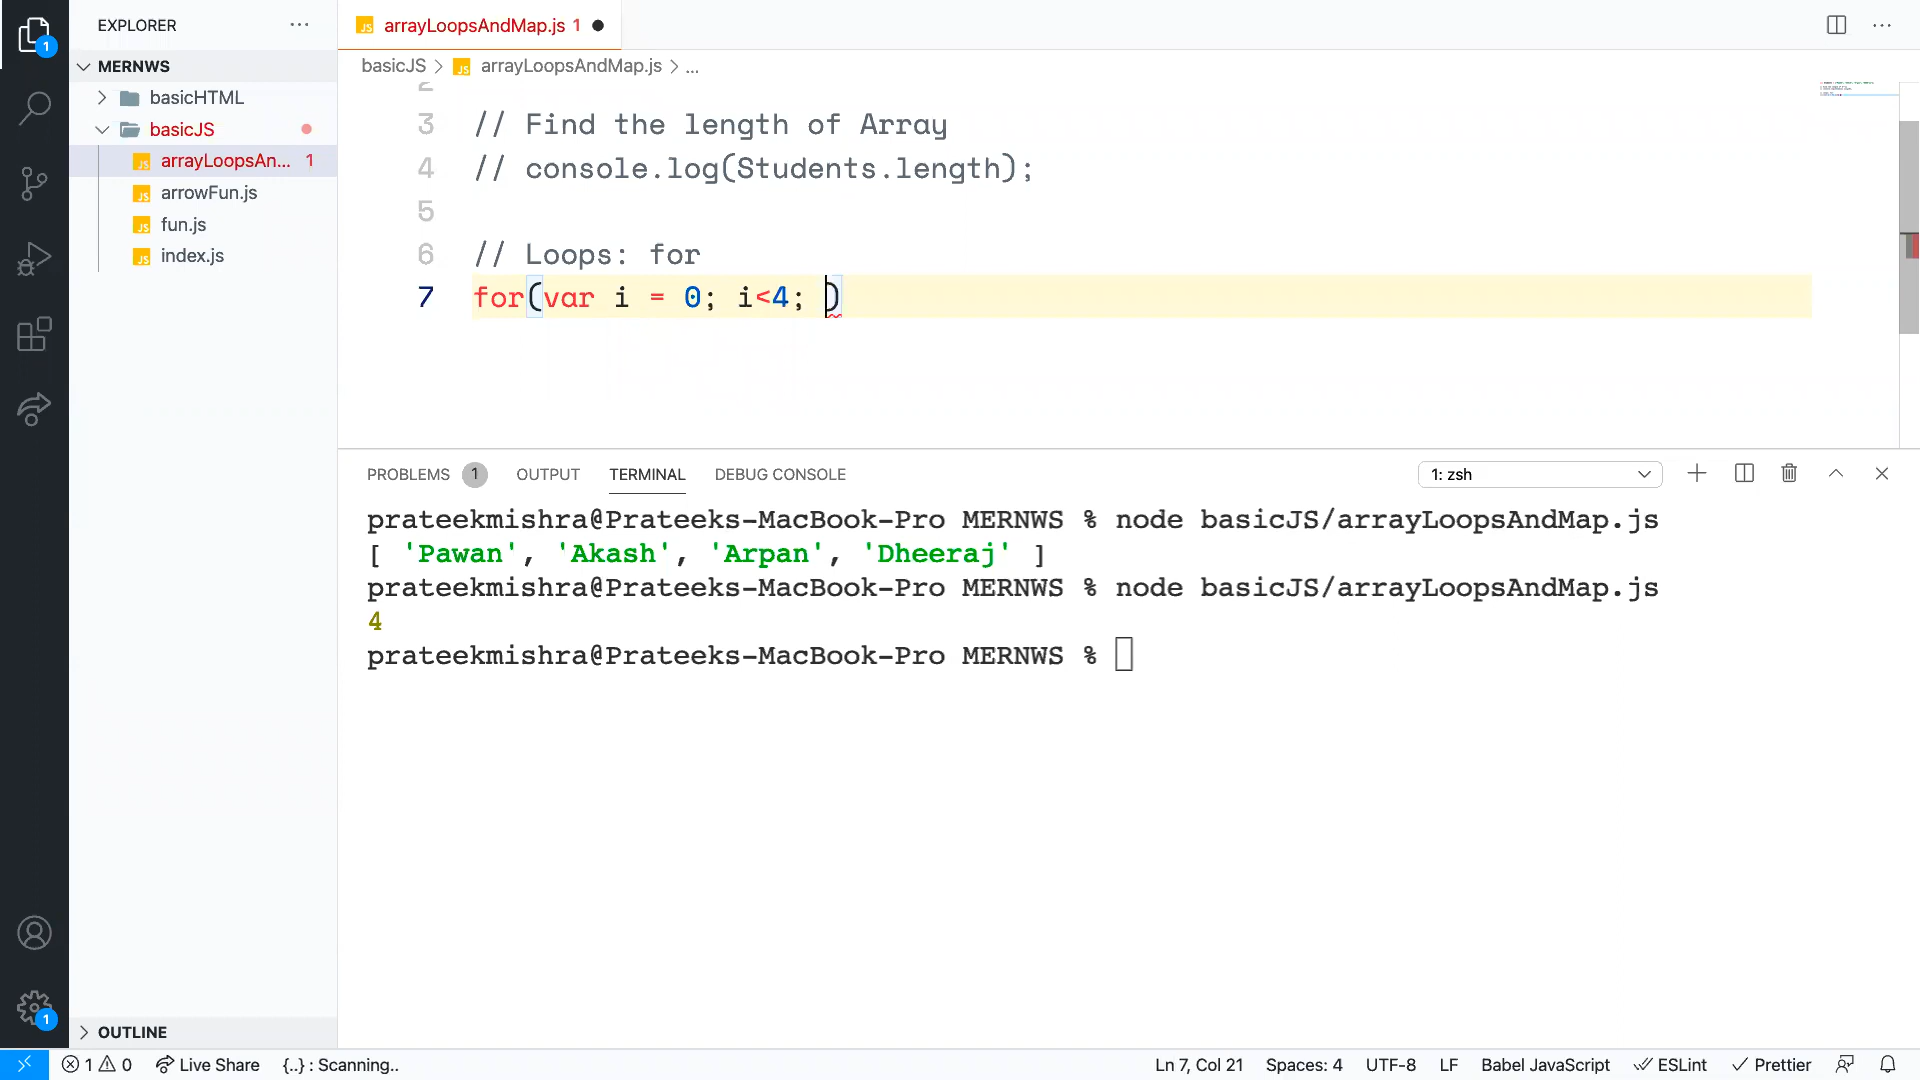 1
EXPLORER
MERNWS
basicHTML
basicJS
arrayLoopsAn... 1
arrowFun.js
fun.js
index.js
OUTLINE
1
arrayLoopsAndMap.js 1
basicJS > arrayLoopsAndMap.js > ...
2
3 // Find the length of Array
4 // console.log(Students.length);
5
6 // Loops: for
7 for(var i = 0; i<4; )
PROBLEMS 1 OUTPUT TERMINAL DEBUG CONSOLE 1: zsh
prateekmishra@Prateeks-MacBook-Pro MERNWS % node basicJS/arrayLoopsAndMap.js
[ 'Pawan', 'Akash', 'Arpan', 'Dheeraj' ]
prateekmishra@Prateeks-MacBook-Pro MERNWS % node basicJS/arrayLoopsAndMap.js
4
prateekmishra@Prateeks-MacBook-Pro MERNWS %
1 0 Live Share {..} : Scanning.. Ln 7, Col 21 Spaces: 4 UTF-8 LF Babel JavaScript ESLint Prettier